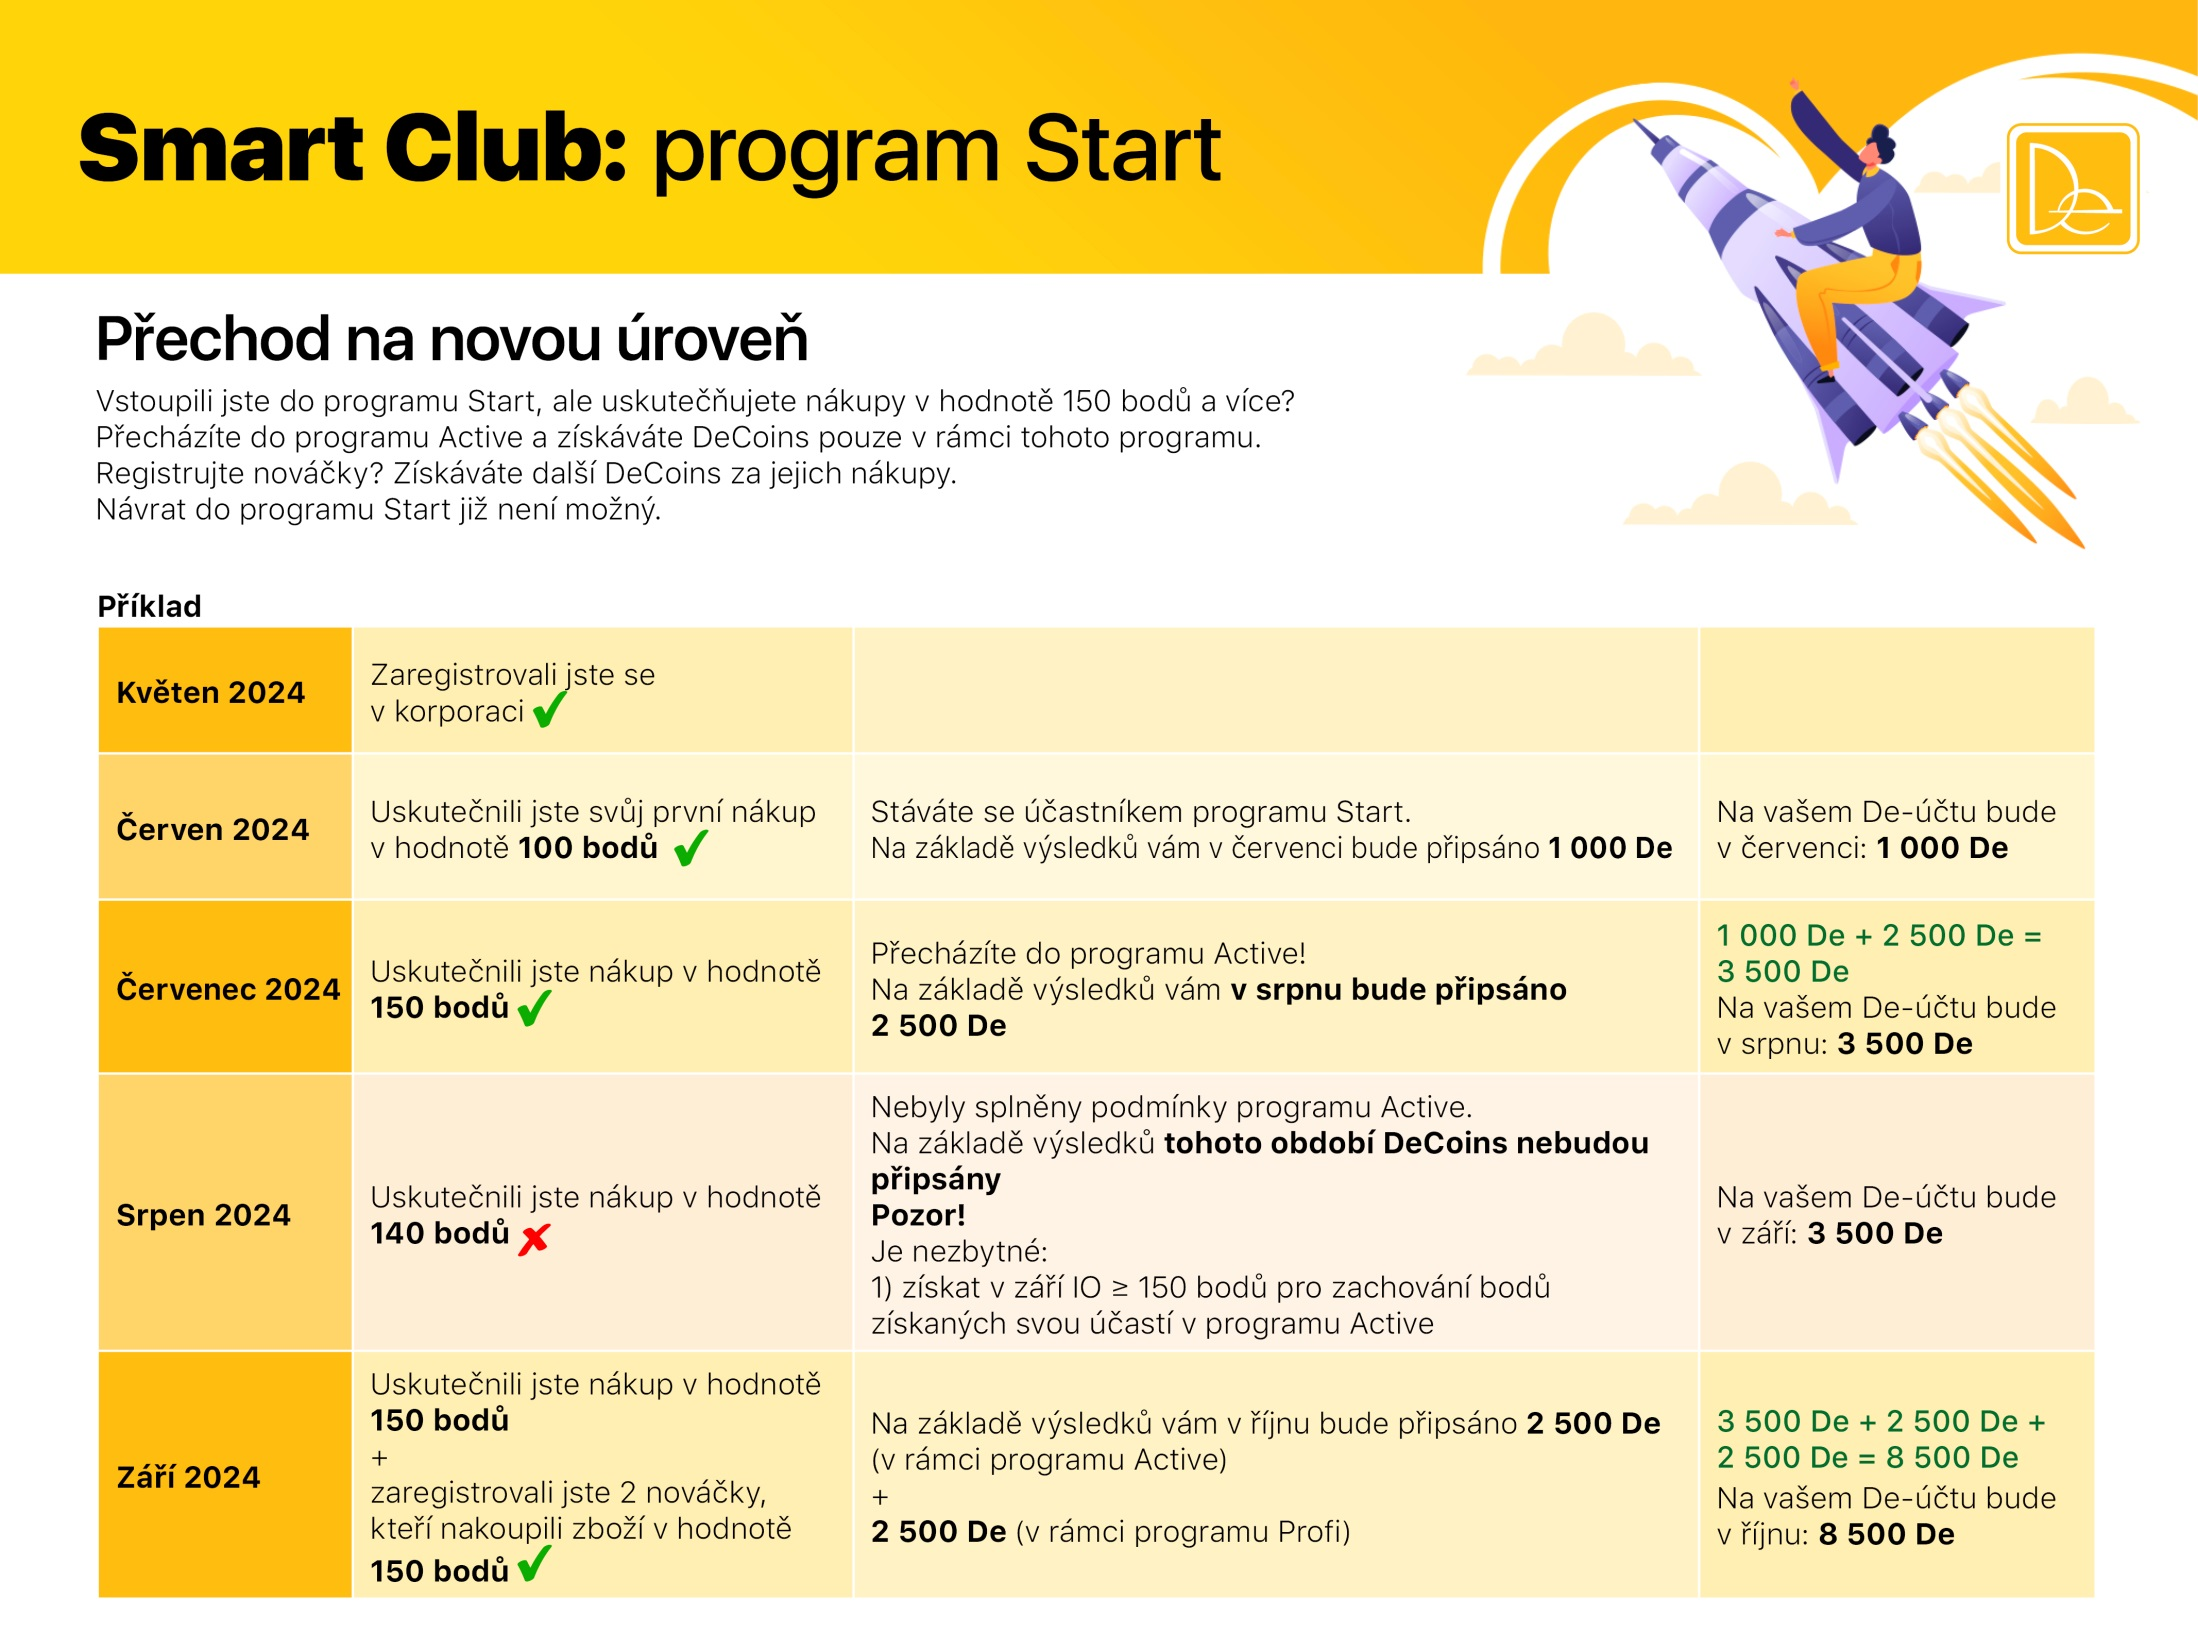 Smart Club: program Start
De
Přechod na novou úroveň
Vstoupili jste do programu Start, ale uskutečňujete nákupy v hodnotě 150 bodů a více?
Přecházíte do programu Active a získáváte DeCoins pouze v rámci tohoto programu.
Registrujte nováčky? Získáváte další DeCoins za jejich nákupy.
Návrat do programu Start již není možný.
Příklad
Květen 2024
Zaregistrovali jste se
v korporaci ✔
Červen 2024
Uskutečnili jste svůj první nákup
v hodnotě 100 bodů ✔
Stáváte se účastníkem programu Start.
Na základě výsledků vám v červenci bude připsáno 1 000 De
Na vašem De-účtu bude
v červenci: 1 000 De
Červenec 2024
Uskutečnili jste nákup v hodnotě
150 bodů ✔
Přecházíte do programu Active!
Na základě výsledků vám v srpnu bude připsáno
2 500 De
1 000 De + 2 500 De =
3 500 De
Na vašem De-účtu bude
v srpnu: 3 500 De
Srpen 2024
Uskutečnili jste nákup v hodnotě
140 bodů ✘
Nebyly splněny podmínky programu Active.
Na základě výsledků tohoto období DeCoins nebudou
připsány
Pozor!
Je nezbytné:
1) získat v září IO ≥ 150 bodů pro zachování bodů
získaných svou účastí v programu Active
Na vašem De-účtu bude
v září: 3 500 De
Září 2024
Uskutečnili jste nákup v hodnotě
150 bodů
+
zaregistrovali jste 2 nováčky,
kteří nakoupili zboží v hodnotě
150 bodů ✔
Na základě výsledků vám v říjnu bude připsáno 2 500 De
(v rámci programu Active)
+
2 500 De (v rámci programu Profi)
3 500 De + 2 500 De +
2 500 De = 8 500 De
Na vašem De-účtu bude
v říjnu: 8 500 De